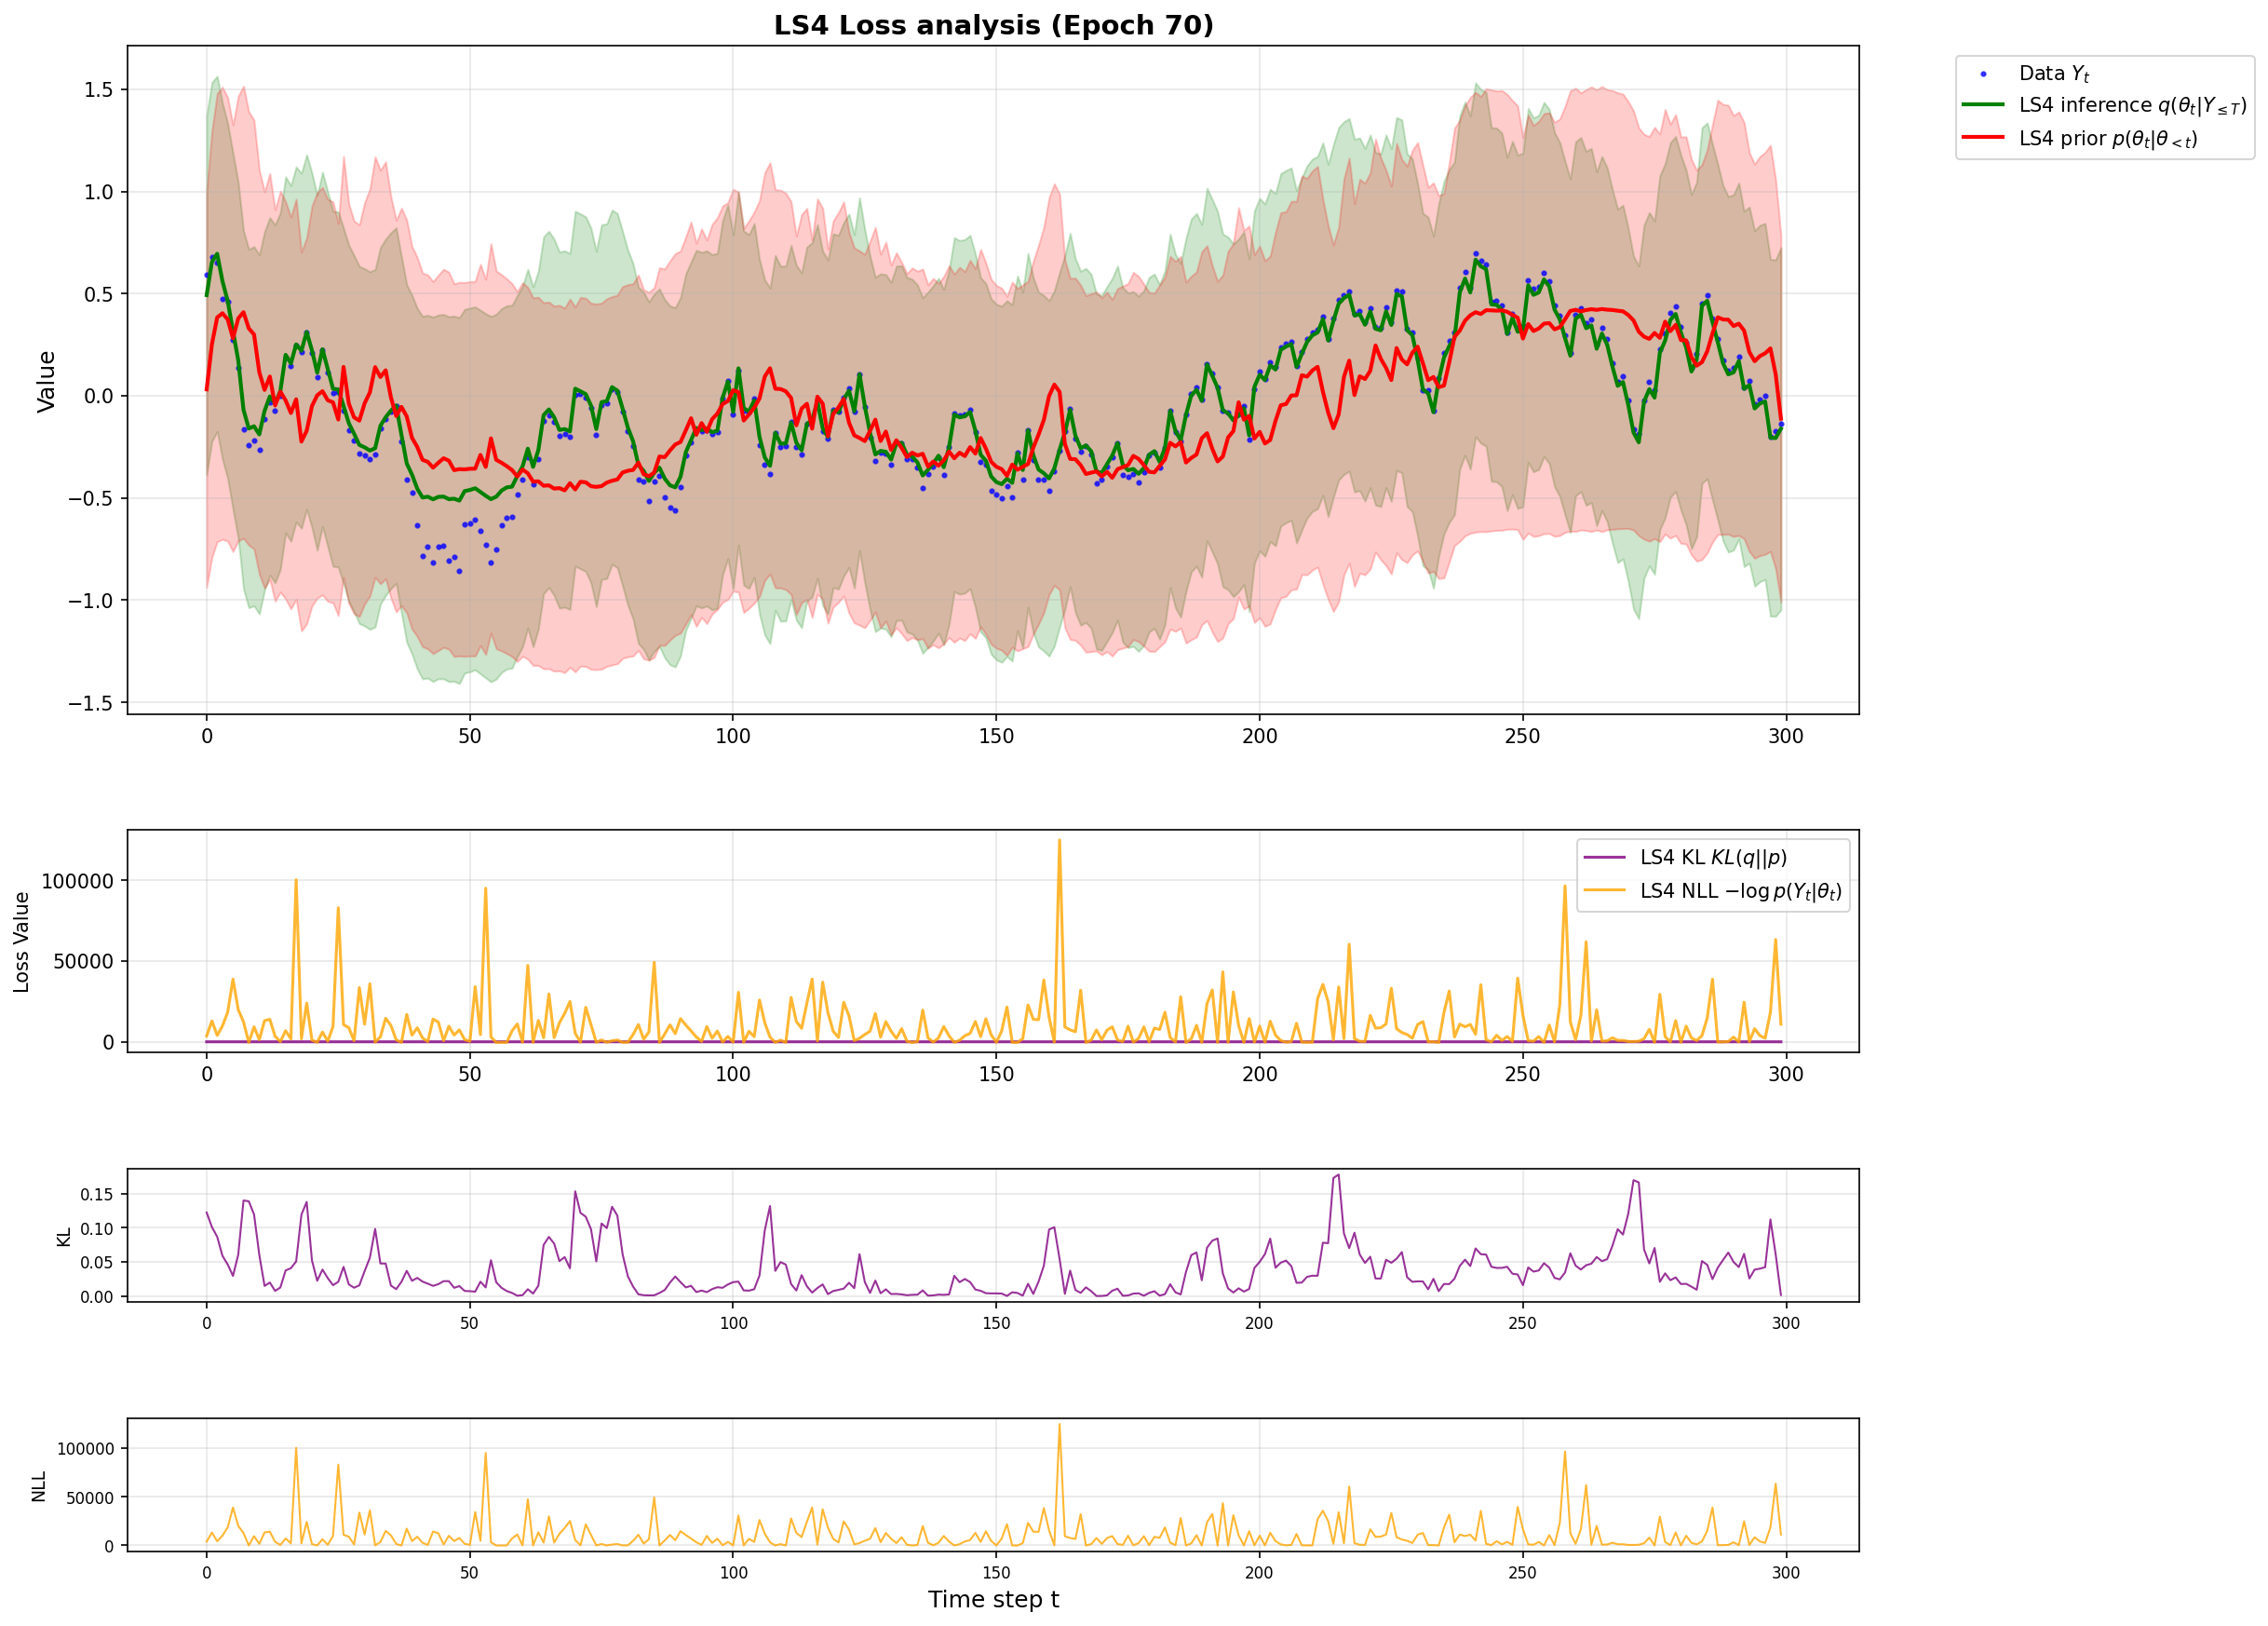 LS4 Loss analysis (Epoch 70)
Data Y_t
LS4 inference q(θ_t|Y_≤T)
LS4 prior p(θ_t|θ_<t)
Value
1.5
1.0
0.5
0.0
−0.5
−1.0
−1.5
0 50 100 150 200 250 300
LS4 KL KL(q||p)
LS4 NLL −log p(Y_t|θ_t)
Loss Value
100000
50000
0
0 50 100 150 200 250 300
KL
0.15
0.10
0.05
0.00
0 50 100 150 200 250 300
NLL
100000
50000
0
0 50 100 150 200 250 300
Time step t